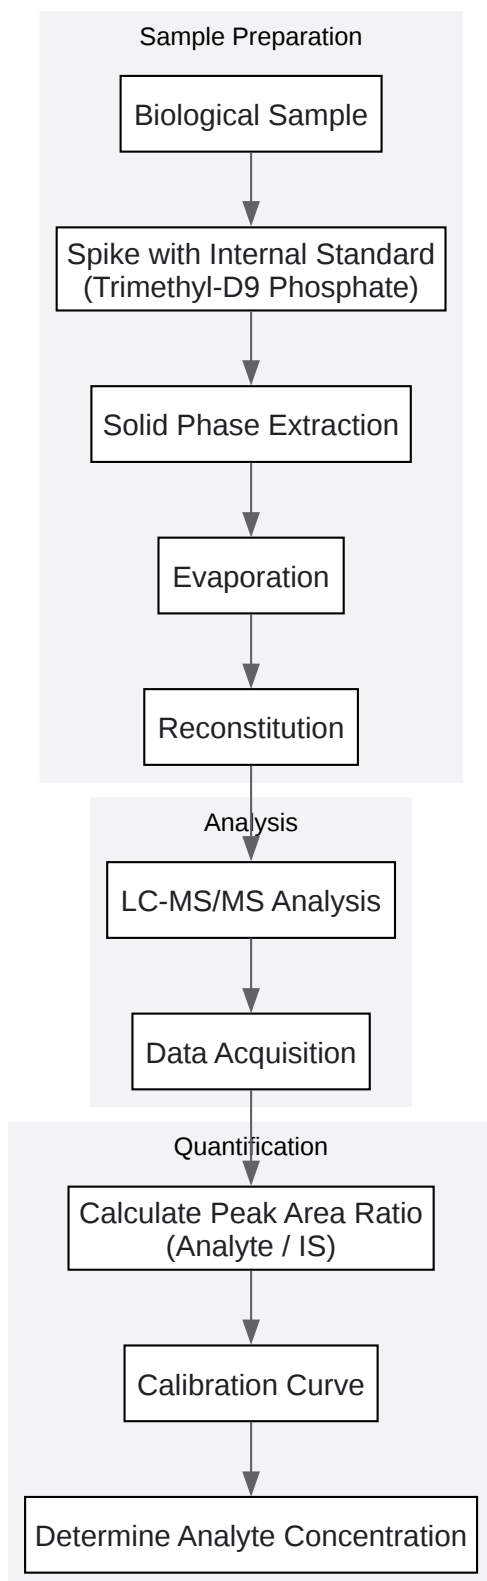 Sample Preparation
Biological Sample
Spike with Internal Standard
(Trimethyl-D9 Phosphate)
Solid Phase Extraction
Evaporation
Reconstitution
Analysis
LC-MS/MS Analysis
Data Acquisition
Quantification
Calculate Peak Area Ratio
(Analyte / IS)
Calibration Curve
Determine Analyte Concentration